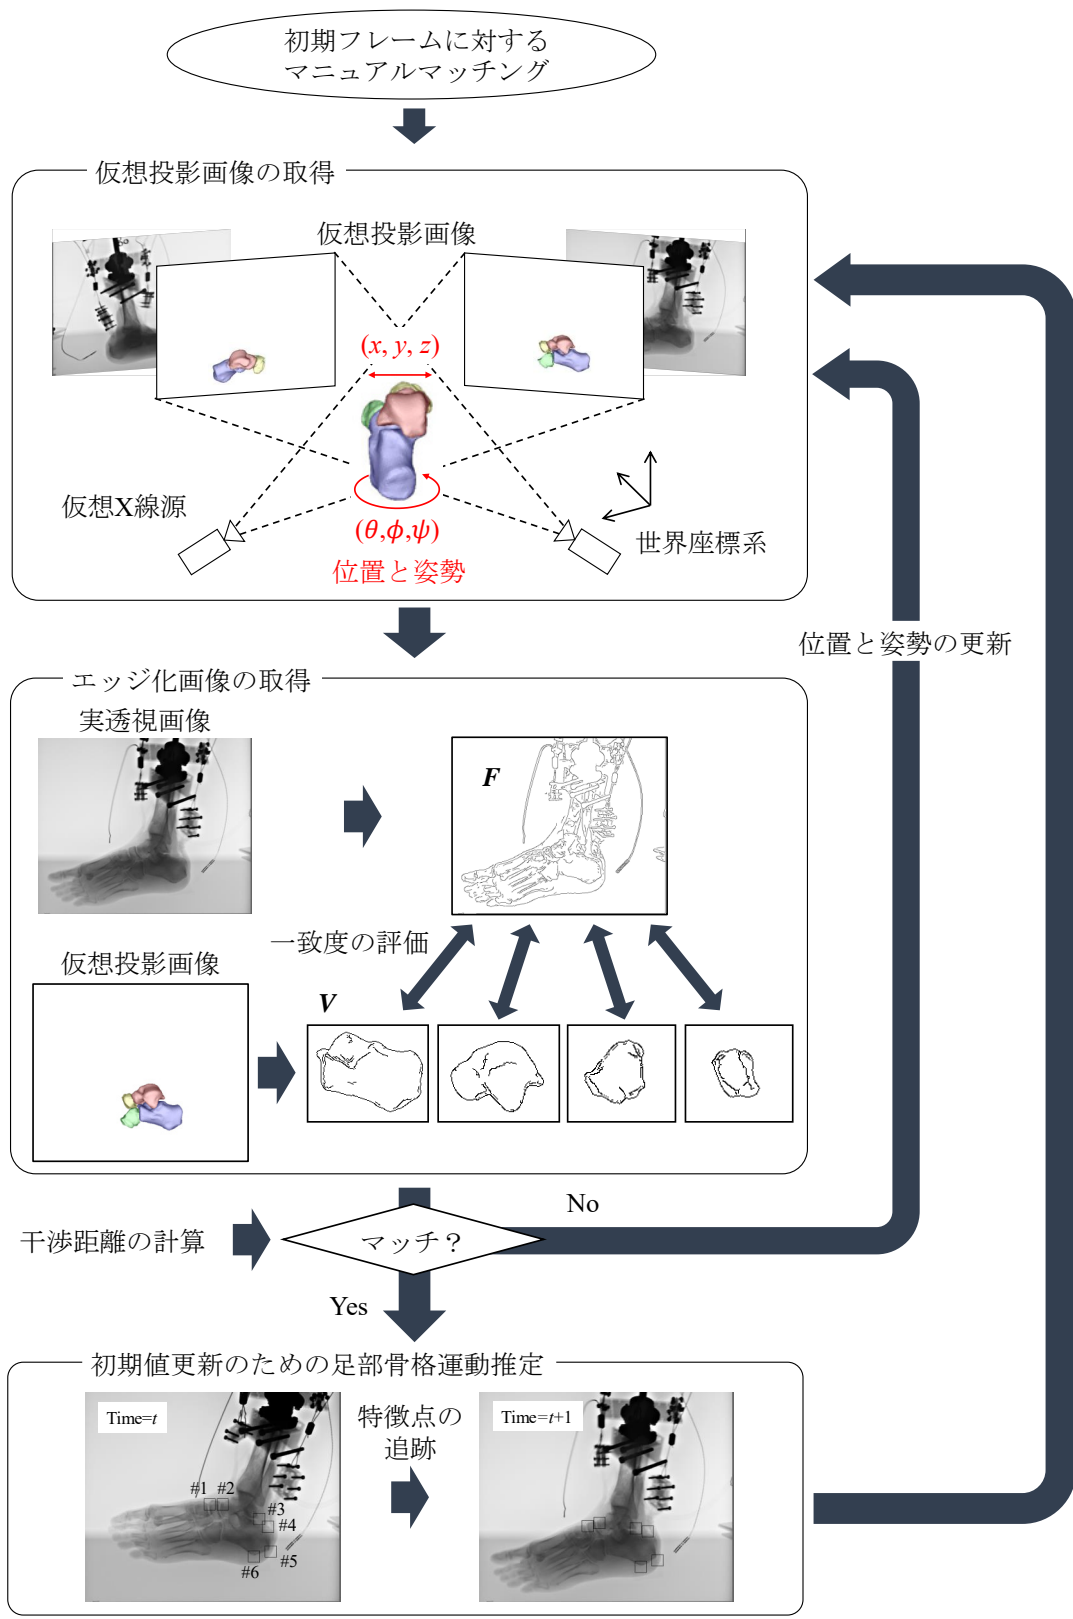 初期フレームに対する
マニュアルマッチング
仮想投影画像の取得
仮想投影画像
(x, y, z)
仮想X線源
(θ,ϕ,ψ)
位置と姿勢
世界座標系
位置と姿勢の更新
エッジ化画像の取得
実透視画像
F
一致度の評価
仮想投影画像
V
No
干渉距離の計算
マッチ？
Yes
初期値更新のための足部骨格運動推定
Time=t
特徴点の
追跡
Time=t+1
#1 #2
#3
#4
#5
#6